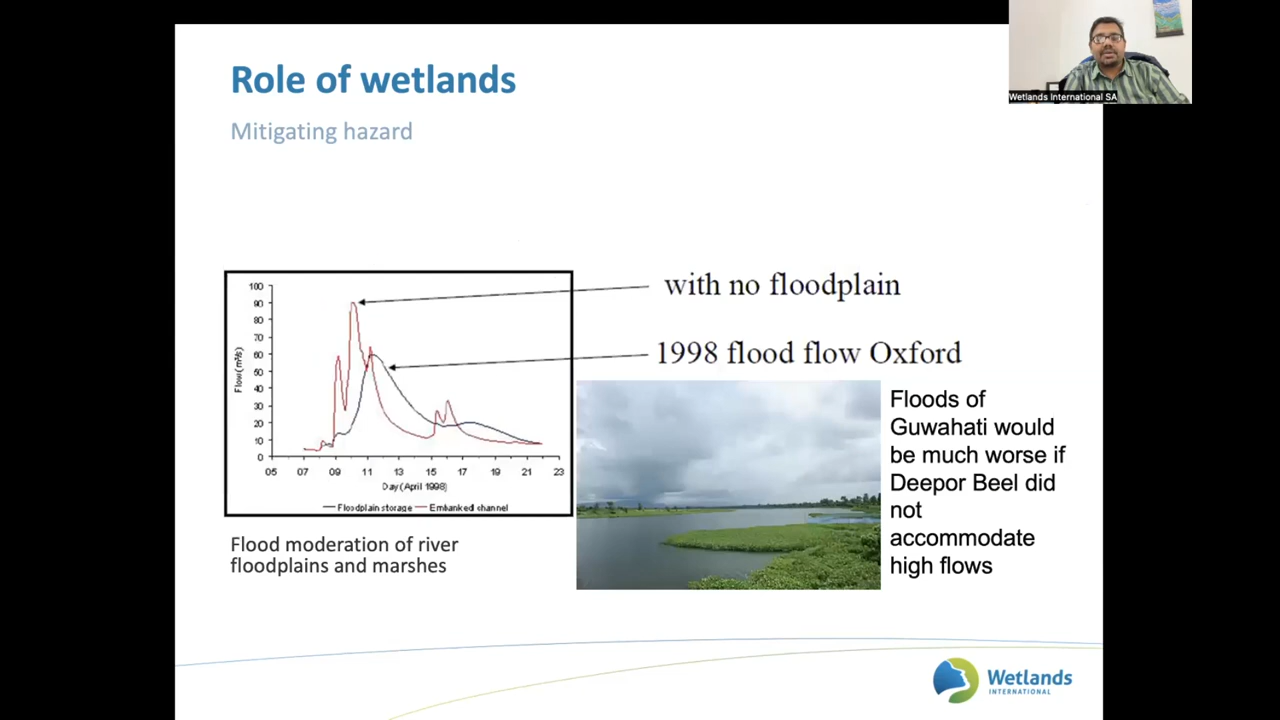 Role of wetlands
Mitigating hazard
Wetlands International SA
with no floodplain
1998 flood flow Oxford
100
90
80
70
60
50
40
30
20
10
0
Flow (m³/s)
05 07 09 11 13 15 17 19 21 23
Day (April 1998)
Floodplain storage Embanked channel
Flood moderation of river
floodplains and marshes
Floods of
Guwahati would
be much worse if
Deepor Beel did
not
accommodate
high flows
Wetlands
INTERNATIONAL